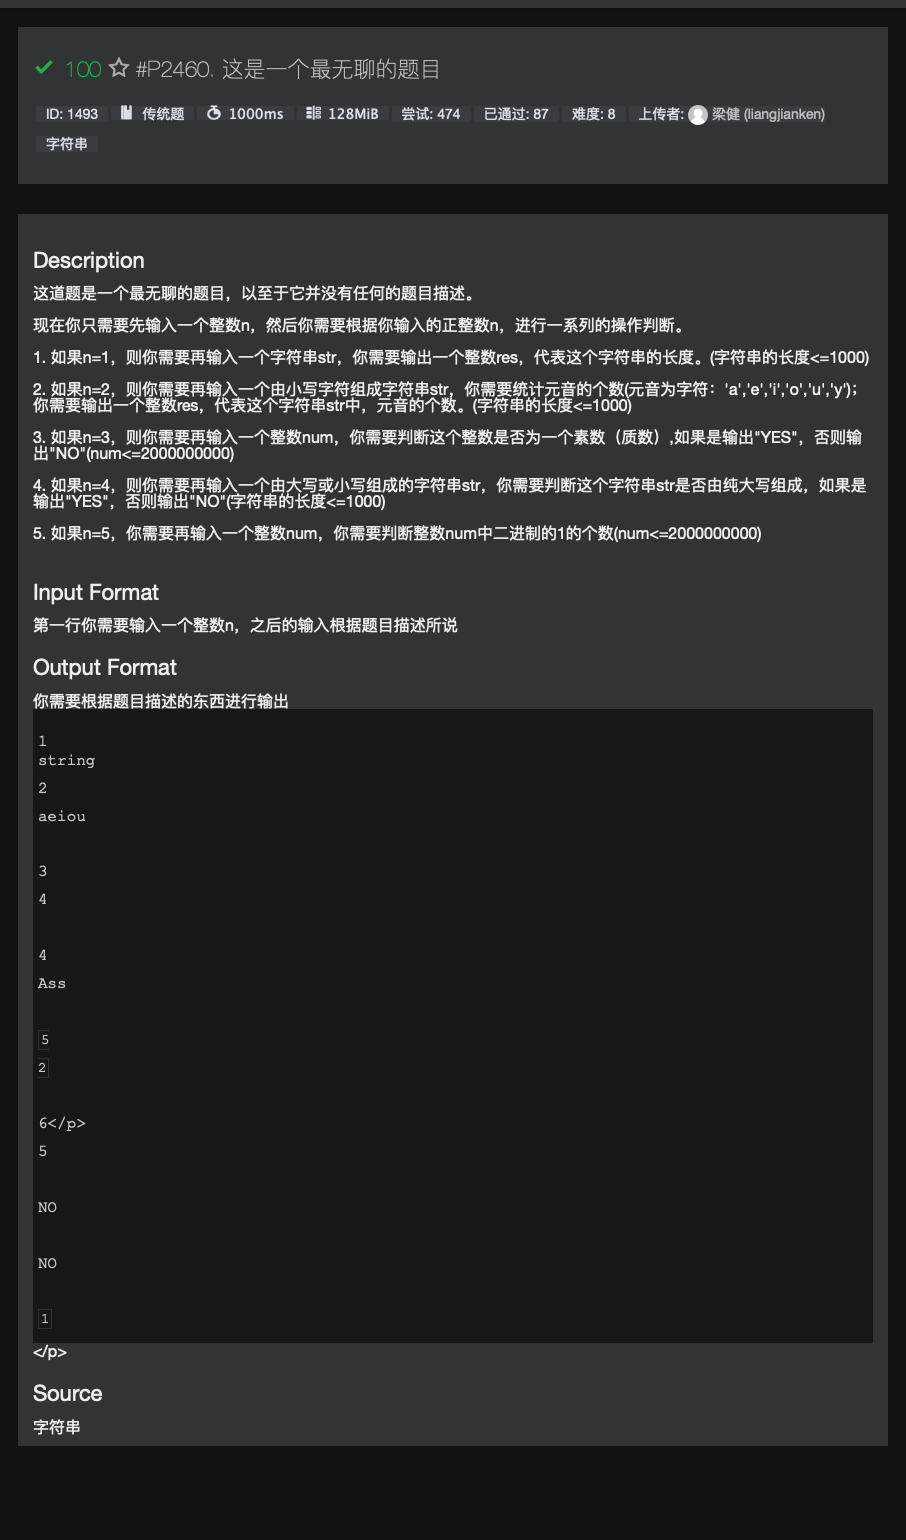 100 #P2460. 这是一个最无聊的题目
ID: 1493 传统题 1000ms 128MiB 尝试: 474 已通过: 87 难度: 8 上传者: 梁健 (liangjianken)
字符串
Description
这道题是一个最无聊的题目，以至于它并没有任何的题目描述。
现在你只需要先输入一个整数n，然后你需要根据你输入的正整数n，进行一系列的操作判断。
1. 如果n=1，则你需要再输入一个字符串str，你需要输出一个整数res，代表这个字符串的长度。(字符串的长度<=1000)
2. 如果n=2，则你需要再输入一个由小写字符组成字符串str，你需要统计元音的个数(元音为字符：'a','e','i','o','u','y')；
你需要输出一个整数res，代表这个字符串str中，元音的个数。(字符串的长度<=1000)
3. 如果n=3，则你需要再输入一个整数num，你需要判断这个整数是否为一个素数（质数）,如果是输出"YES"，否则输
出"NO"(num<=2000000000)
4. 如果n=4，则你需要再输入一个由大写或小写组成的字符串str，你需要判断这个字符串str是否由纯大写组成，如果是
输出"YES"，否则输出"NO"(字符串的长度<=1000)
5. 如果n=5，你需要再输入一个整数num，你需要判断整数num中二进制的1的个数(num<=2000000000)
Input Format
第一行你需要输入一个整数n，之后的输入根据题目描述所说
Output Format
你需要根据题目描述的东西进行输出
1
string
2
aeiou
3
4
4
Ass
5
2
6</p>
5
NO
NO
1
</p>
Source
字符串